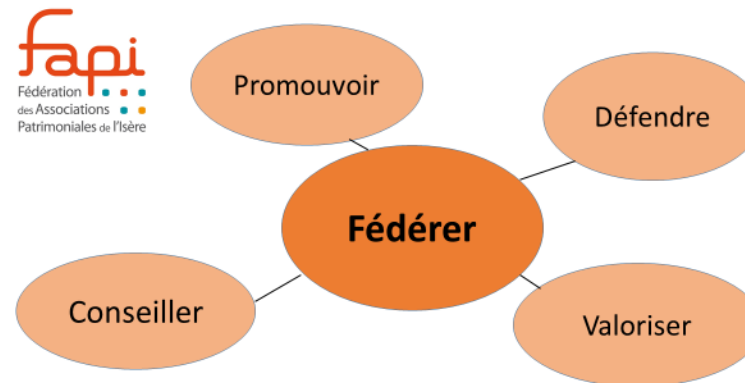 fapi
Fédération
des Associations
Patrimoniales de l'Isère
Promouvoir
Défendre
Fédérer
Conseiller
Valoriser